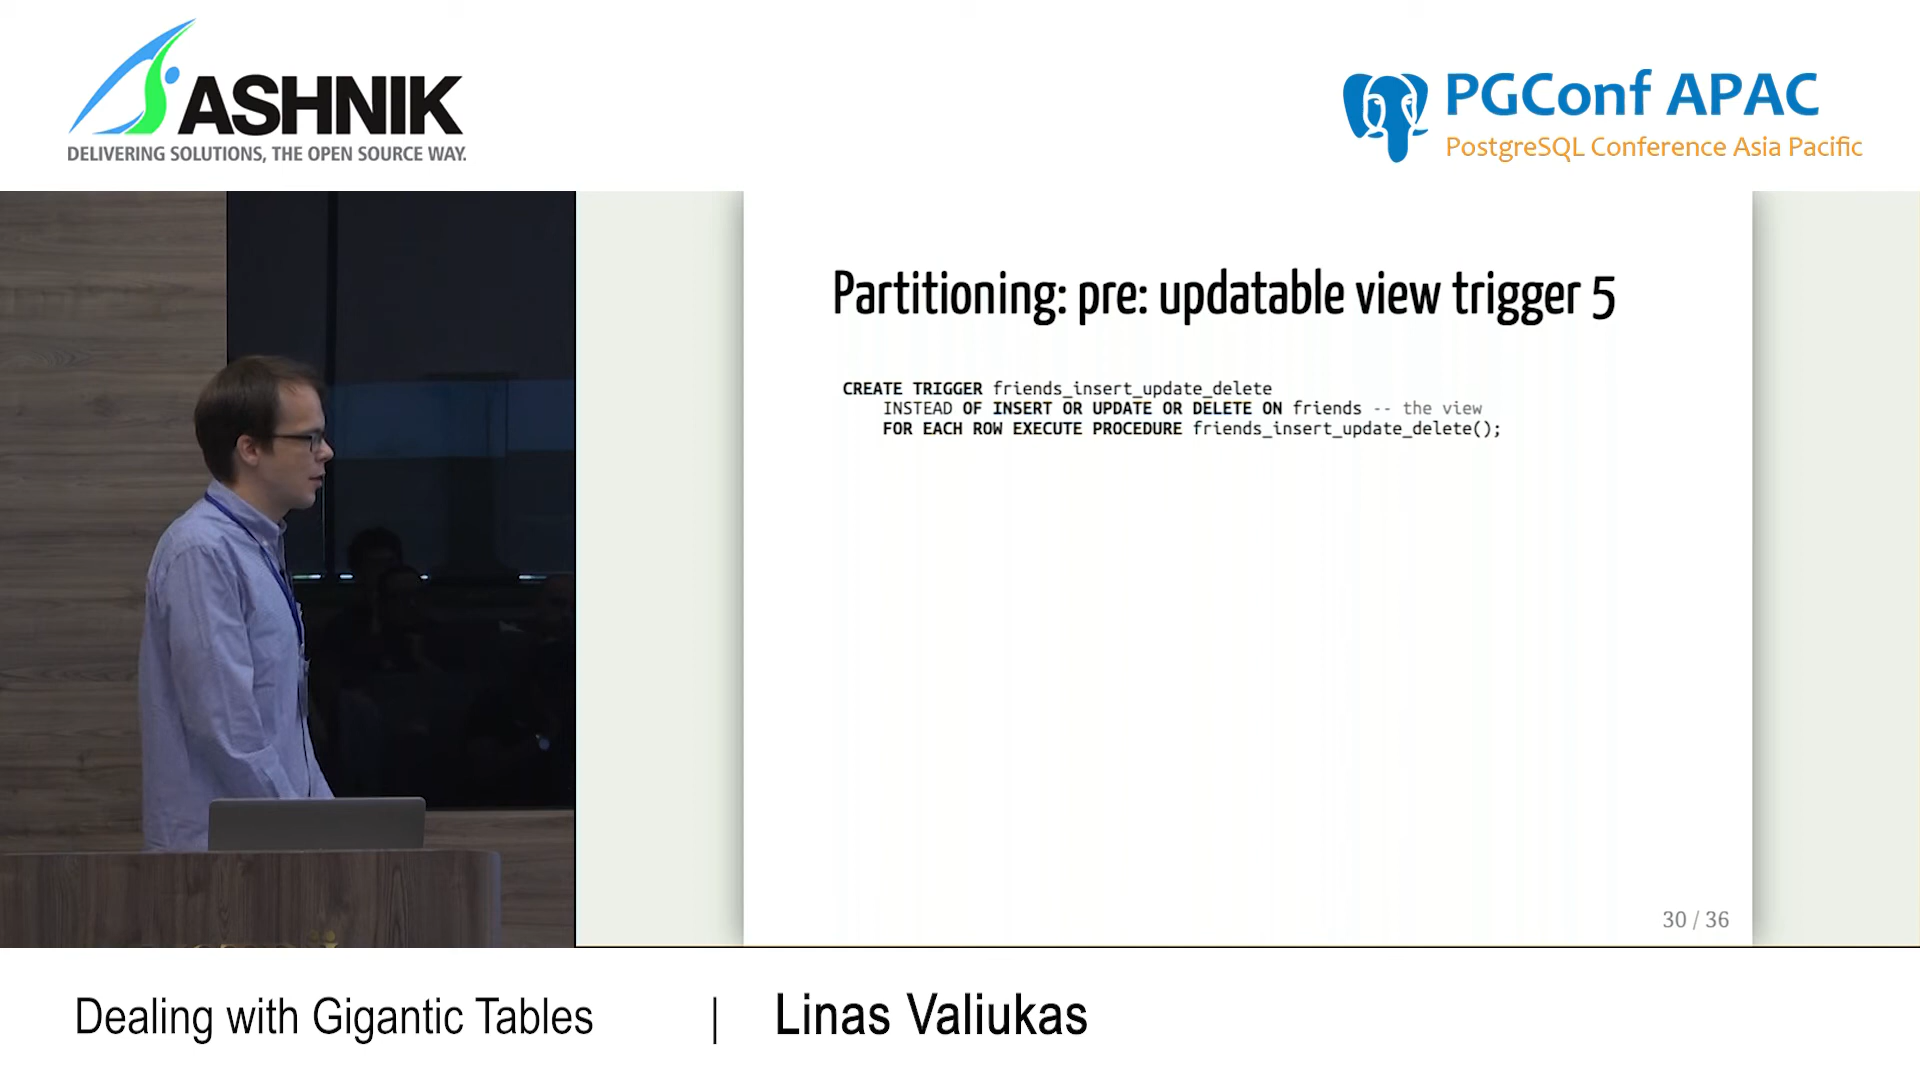 ASHNIK
DELIVERING SOLUTIONS, THE OPEN SOURCE WAY.
PGConf APAC
PostgreSQL Conference Asia Pacific
Partitioning: pre: updatable view trigger 5
CREATE TRIGGER friends_insert_update_delete
INSTEAD OF INSERT OR UPDATE OR DELETE ON friends -- the view
FOR EACH ROW EXECUTE PROCEDURE friends_insert_update_delete();
30 / 36
Dealing with Gigantic Tables | Linas Valiukas